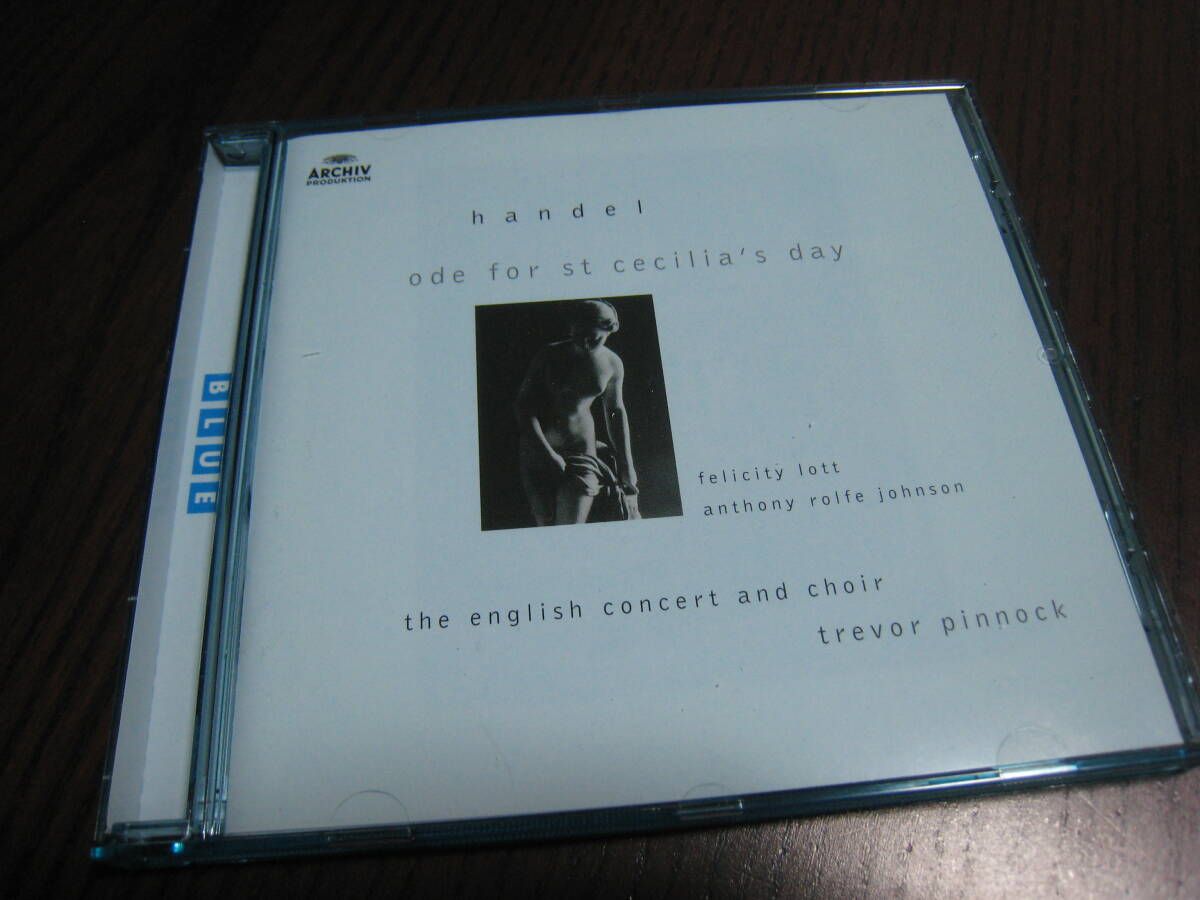 ARCHIV
PRODUKTION
handel
ode for st cecilia's day
felicity lott
anthony rolfe johnson
the english concert and choir
trevor pinnock
BLUE